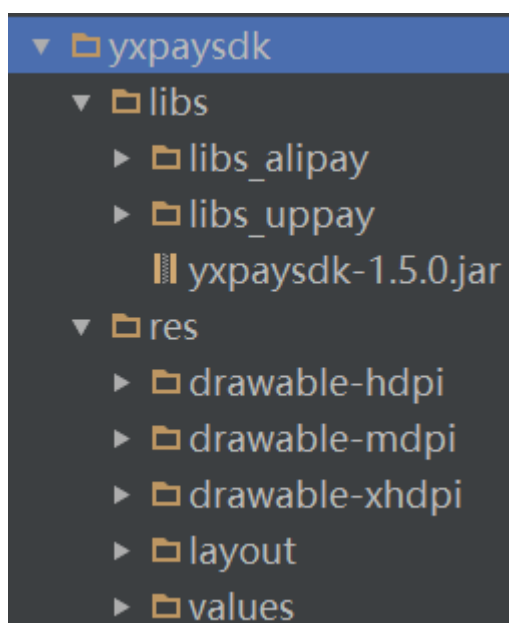 yxpaysdk
libs
libs_alipay
libs_uppay
yxpaysdk-1.5.0.jar
res
drawable-hdpi
drawable-mdpi
drawable-xhdpi
layout
values